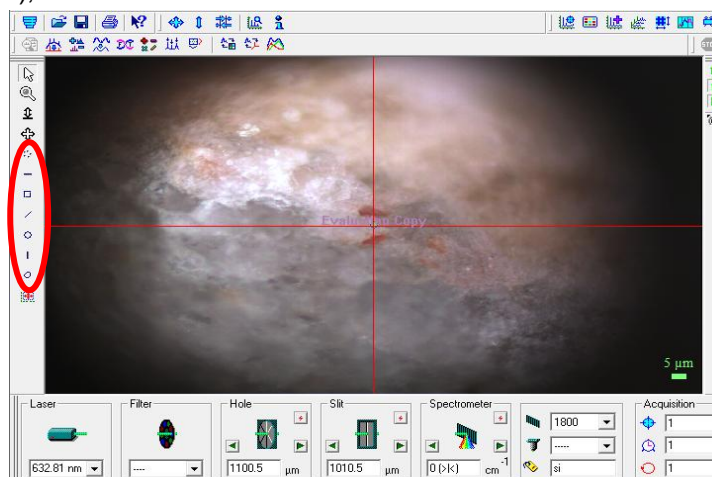 Evaluation Copy
5 µm
Laser
Filter
Hole
Slit
Spectrometer
Acquisition
1800
1
-----
1
632.81 nm
----
1100.5 µm
1010.5 µm
0 (>|<) cm-1
si
1